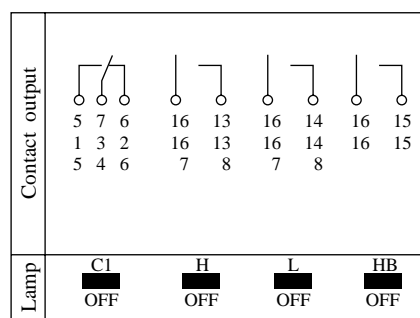 Contact output
5 7 6 16 13 16 14 16 15
1 3 2 16 13 16 14 16 15
5 4 6 7 8 7 8
Lamp
C1 H L HB
OFF OFF OFF OFF